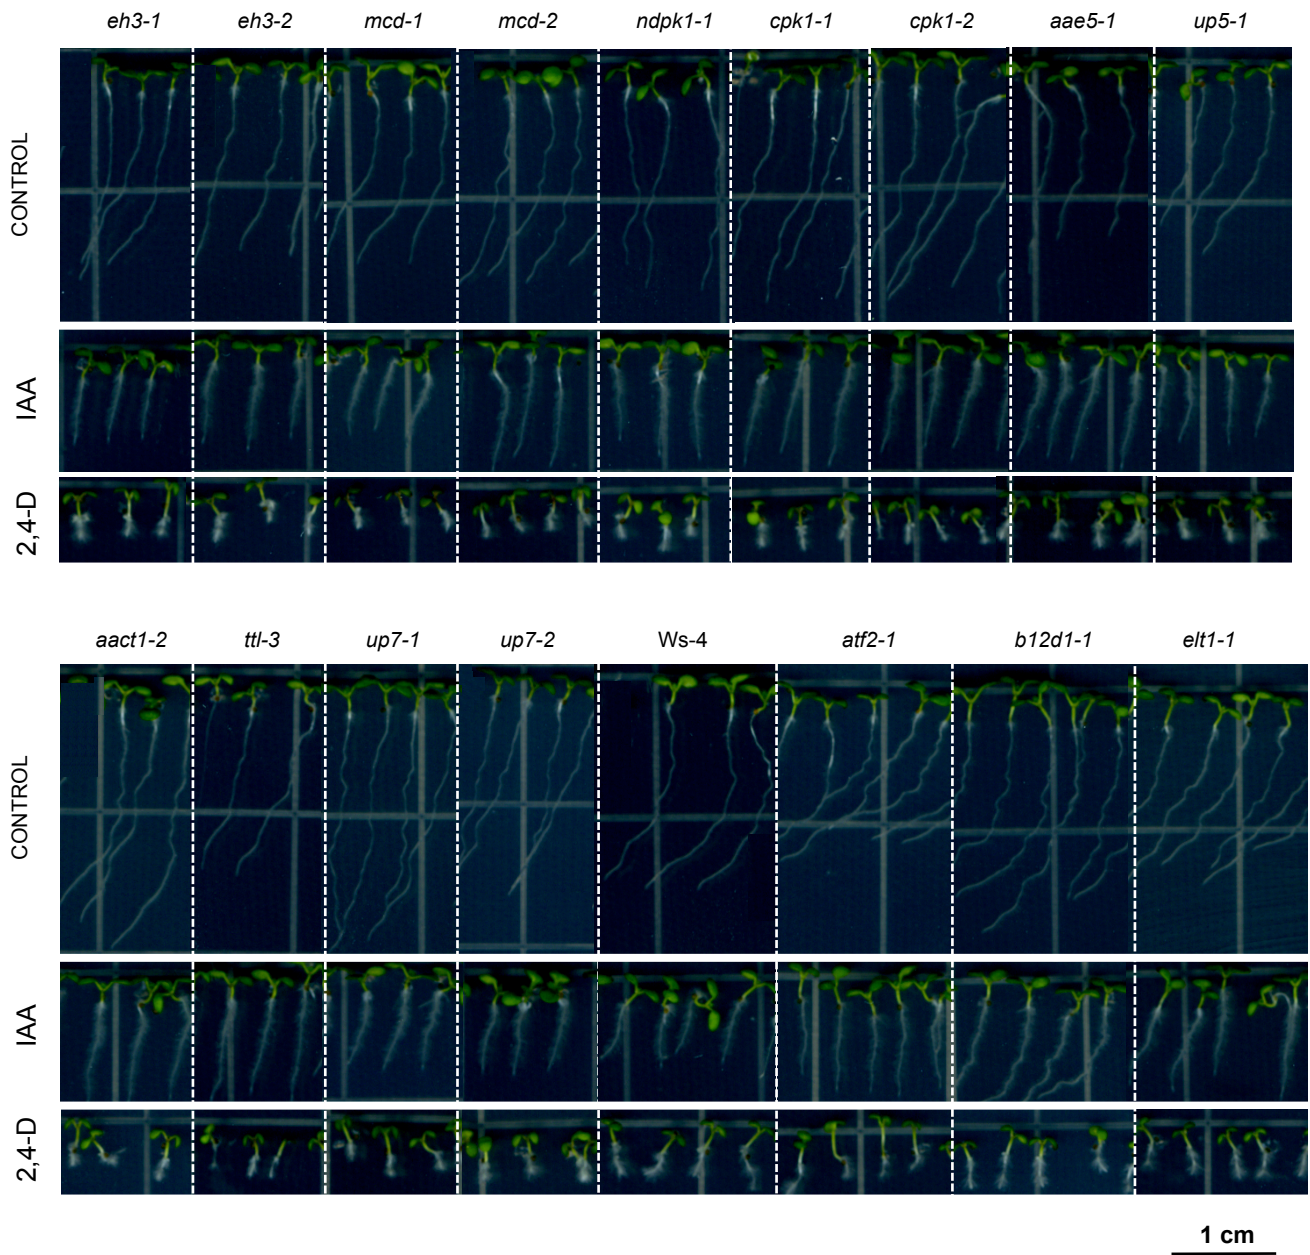 eh3-1 eh3-2 mcd-1 mcd-2 ndpk1-1 cpk1-1 cpk1-2 aae5-1 up5-1
CONTROL
IAA
2,4-D
aact1-2 ttl-3 up7-1 up7-2 Ws-4 atf2-1 b12d1-1 elt1-1
CONTROL
IAA
2,4-D
1 cm